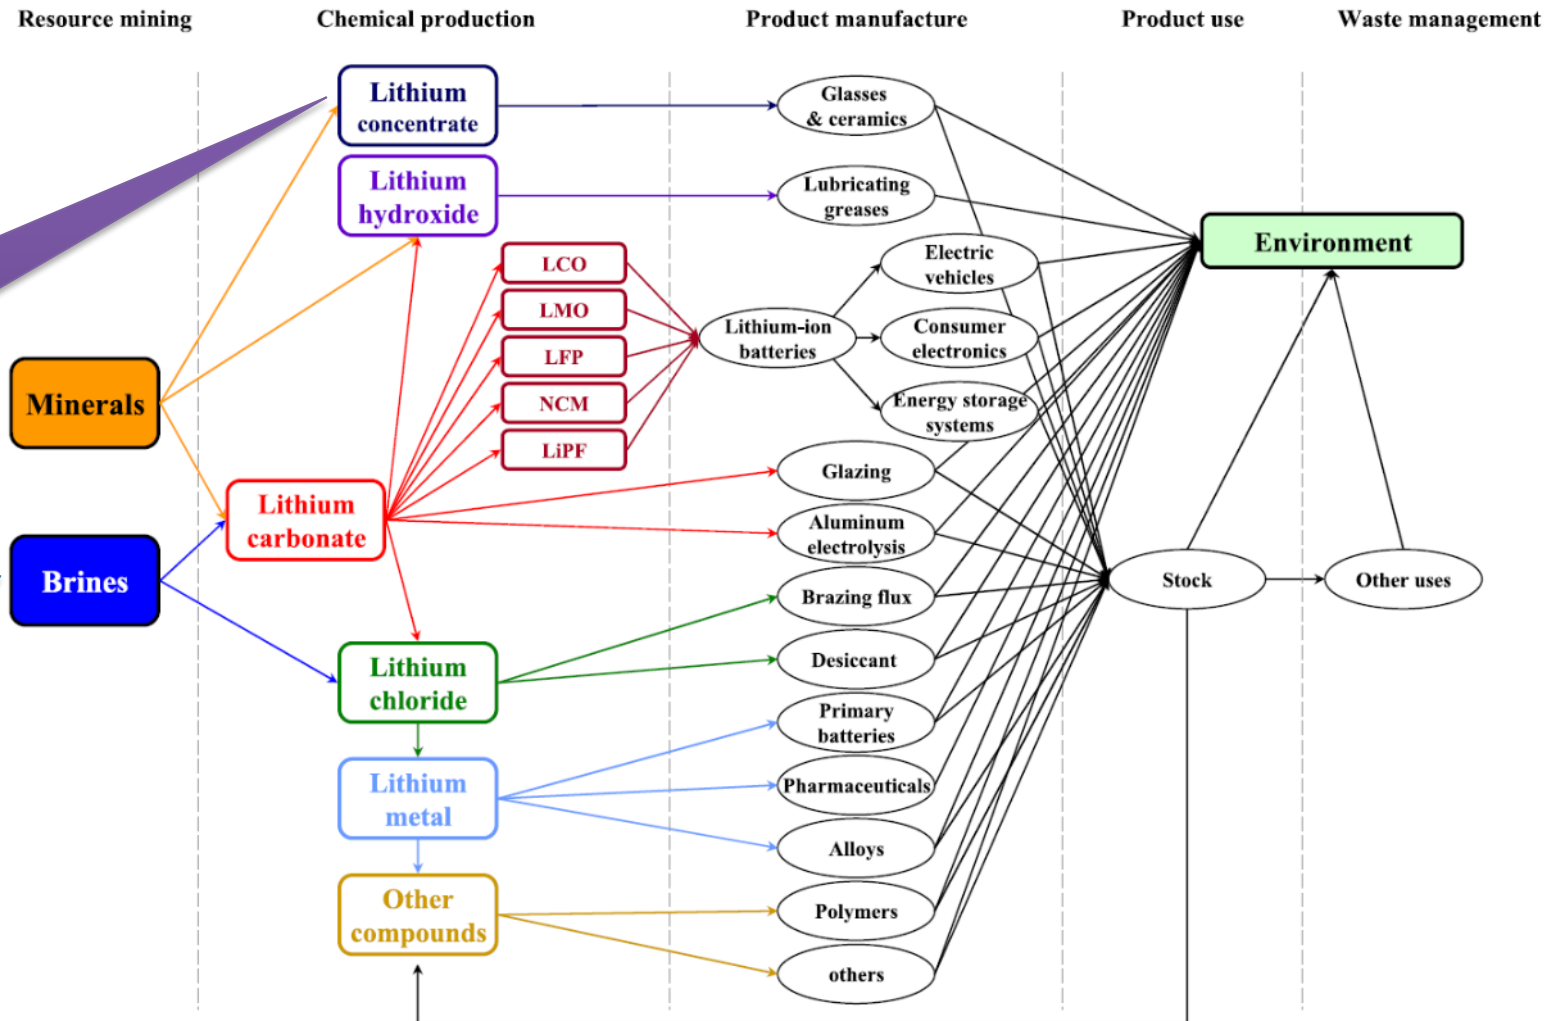 Resource mining
Chemical production
Product manufacture
Product use
Waste management
Lithium
concentrate
Lithium
hydroxide
LCO
LMO
LFP
NCM
LiPF
Minerals
Brines
Lithium
carbonate
Lithium
chloride
Lithium
metal
Other
compounds
Glasses
& ceramics
Lubricating
greases
Electric
vehicles
Lithium-ion
batteries
Consumer
electronics
Energy storage
systems
Glazing
Aluminum
electrolysis
Brazing flux
Desiccant
Primary
batteries
Pharmaceuticals
Alloys
Polymers
others
Environment
Stock
Other uses